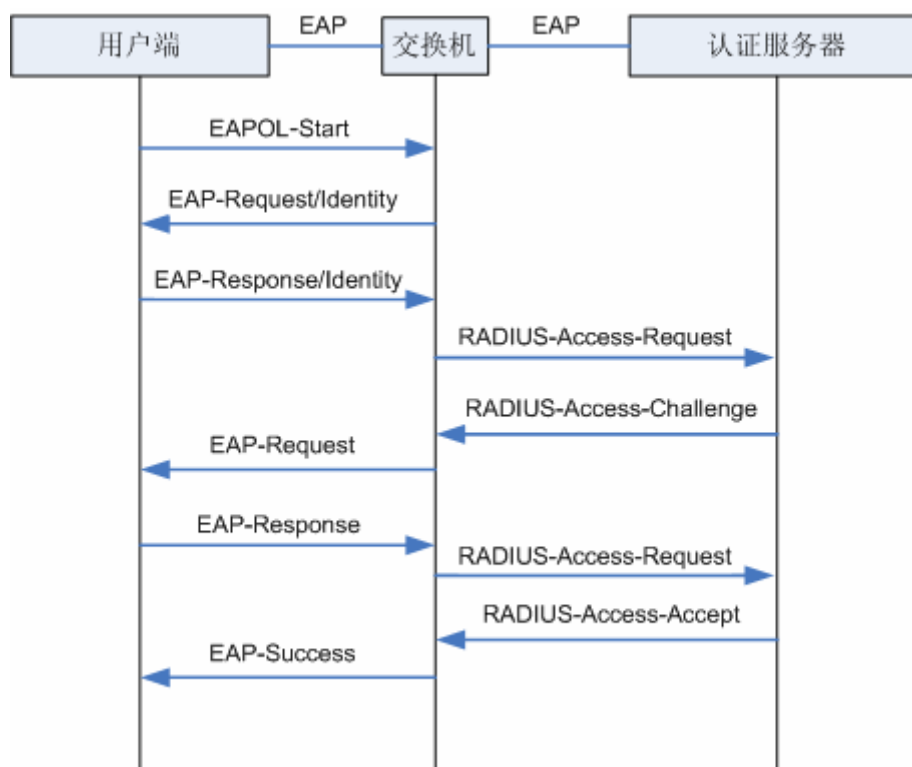 EAP
EAP
用户端
交换机
认证服务器
EAPOL-Start
EAP-Request/Identity
EAP-Response/Identity
RADIUS-Access-Request
RADIUS-Access-Challenge
EAP-Request
EAP-Response
RADIUS-Access-Request
RADIUS-Access-Accept
EAP-Success